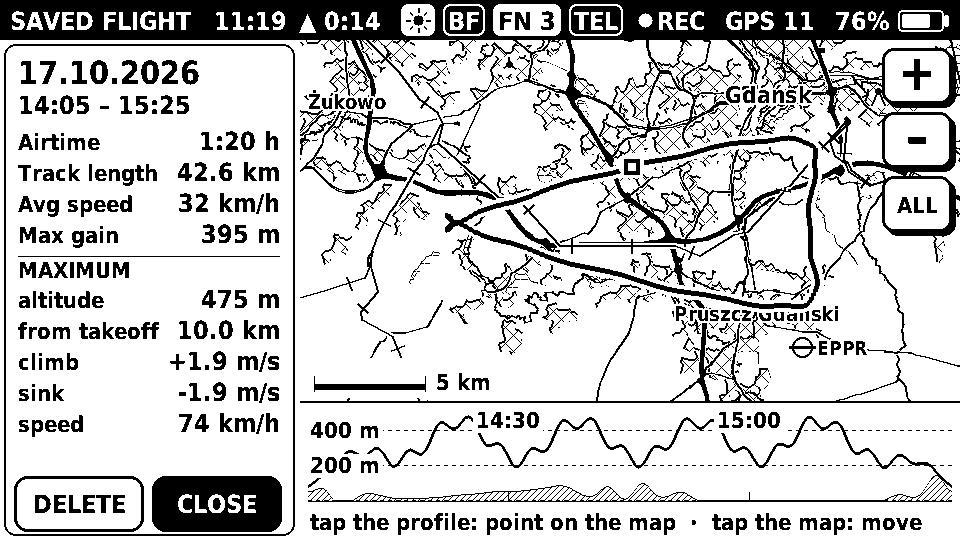 SAVED FLIGHT 11:19 ▲ 0:14 BF FN 3 TEL ●REC GPS 11 76%
17.10.2026
14:05 – 15:25
Airtime 1:20 h
Track length 42.6 km
Avg speed 32 km/h
Max gain 395 m
MAXIMUM
altitude 475 m
from takeoff 10.0 km
climb +1.9 m/s
sink -1.9 m/s
speed 74 km/h
DELETE CLOSE
Żukowo
Gdańsk
Pruszcz Gdański
EPPR
5 km
+
-
ALL
14:30 15:00
400 m
200 m
tap the profile: point on the map · tap the map: move